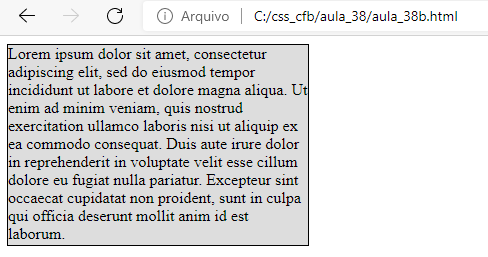 Arquivo C:/css_cfb/aula_38/aula_38b.html
Lorem ipsum dolor sit amet, consectetur
adipiscing elit, sed do eiusmod tempor
incididunt ut labore et dolore magna aliqua. Ut
enim ad minim veniam, quis nostrud
exercitation ullamco laboris nisi ut aliquip ex
ea commodo consequat. Duis aute irure dolor
in reprehenderit in voluptate velit esse cillum
dolore eu fugiat nulla pariatur. Excepteur sint
occaecat cupidatat non proident, sunt in culpa
qui officia deserunt mollit anim id est
laborum.